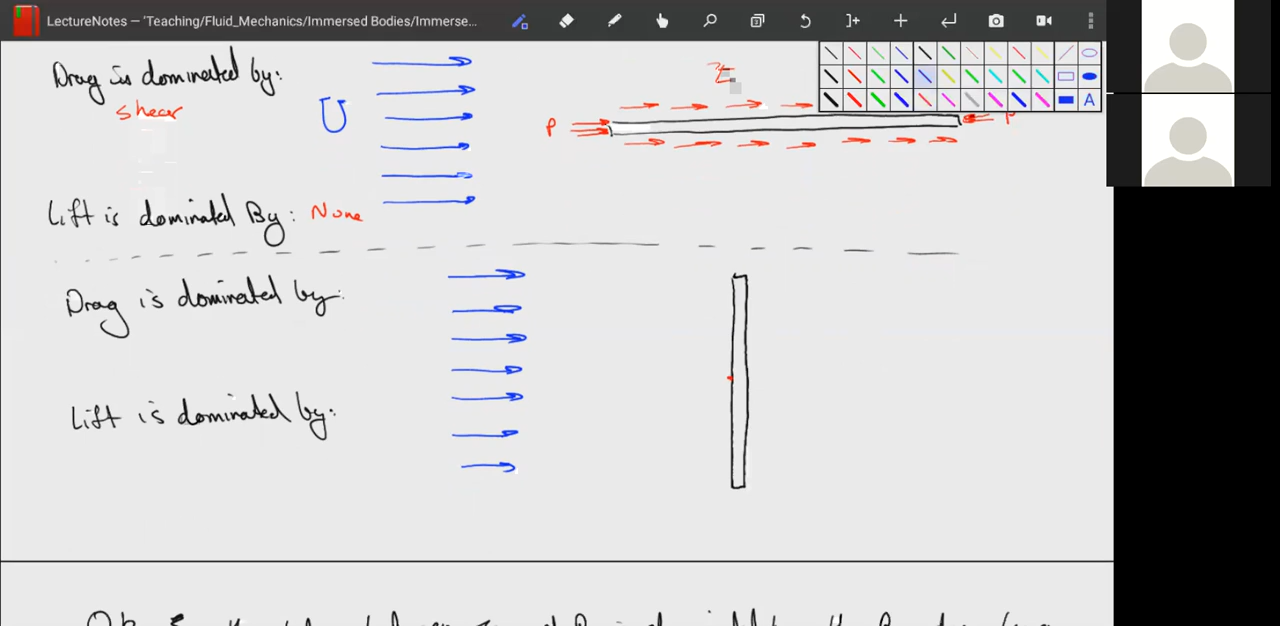 LectureNotes — 'Teaching/Fluid_Mechanics/Immersed Bodies/Immerse...
Drag is dominated by:
Shear
U
τ
P
P
Lift is dominated By: None
Drag is dominated by:
Lift is dominated by:
A